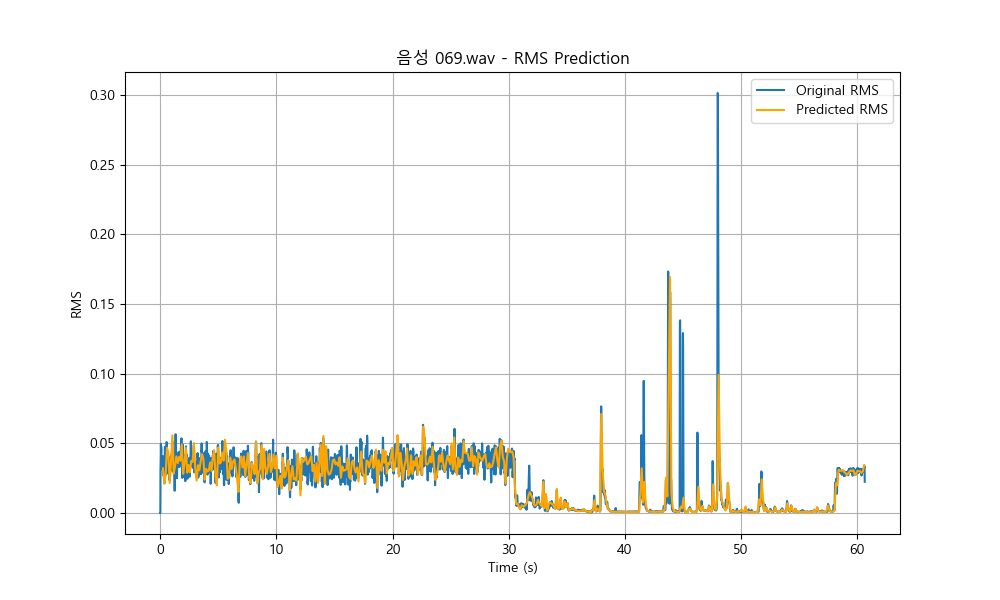 음성 069.wav - RMS Prediction
Original RMS
Predicted RMS
0.30
0.25
0.20
0.15
0.10
0.05
0.00
RMS
0 10 20 30 40 50 60
Time (s)